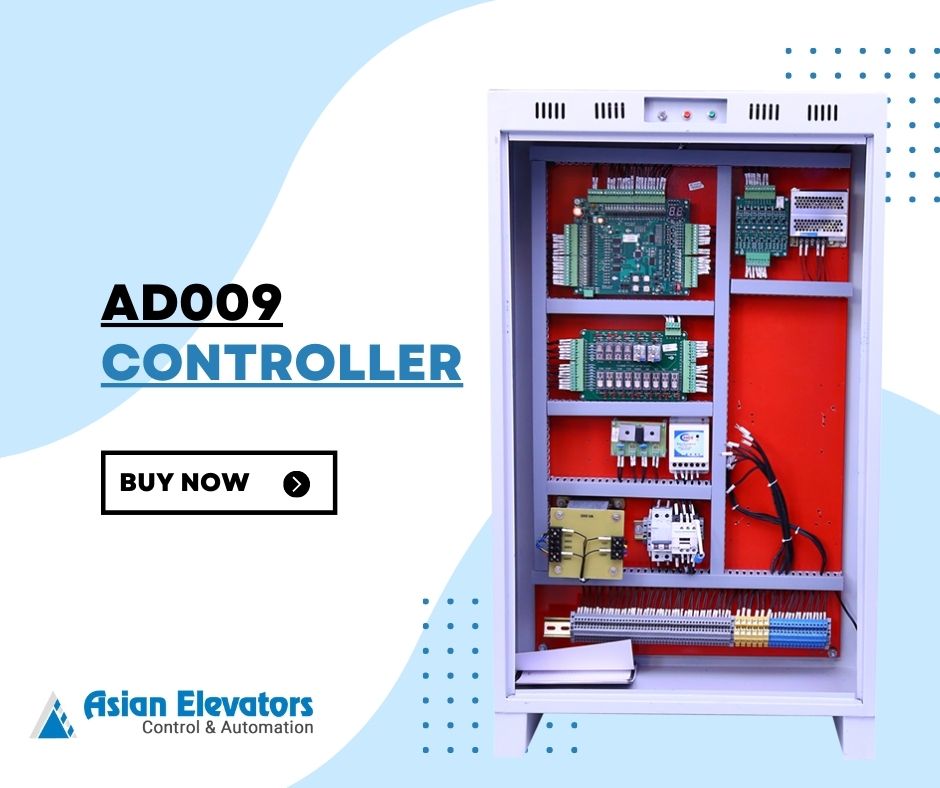 AD009
CONTROLLER
BUY NOW
Asian Elevators
Control & Automation